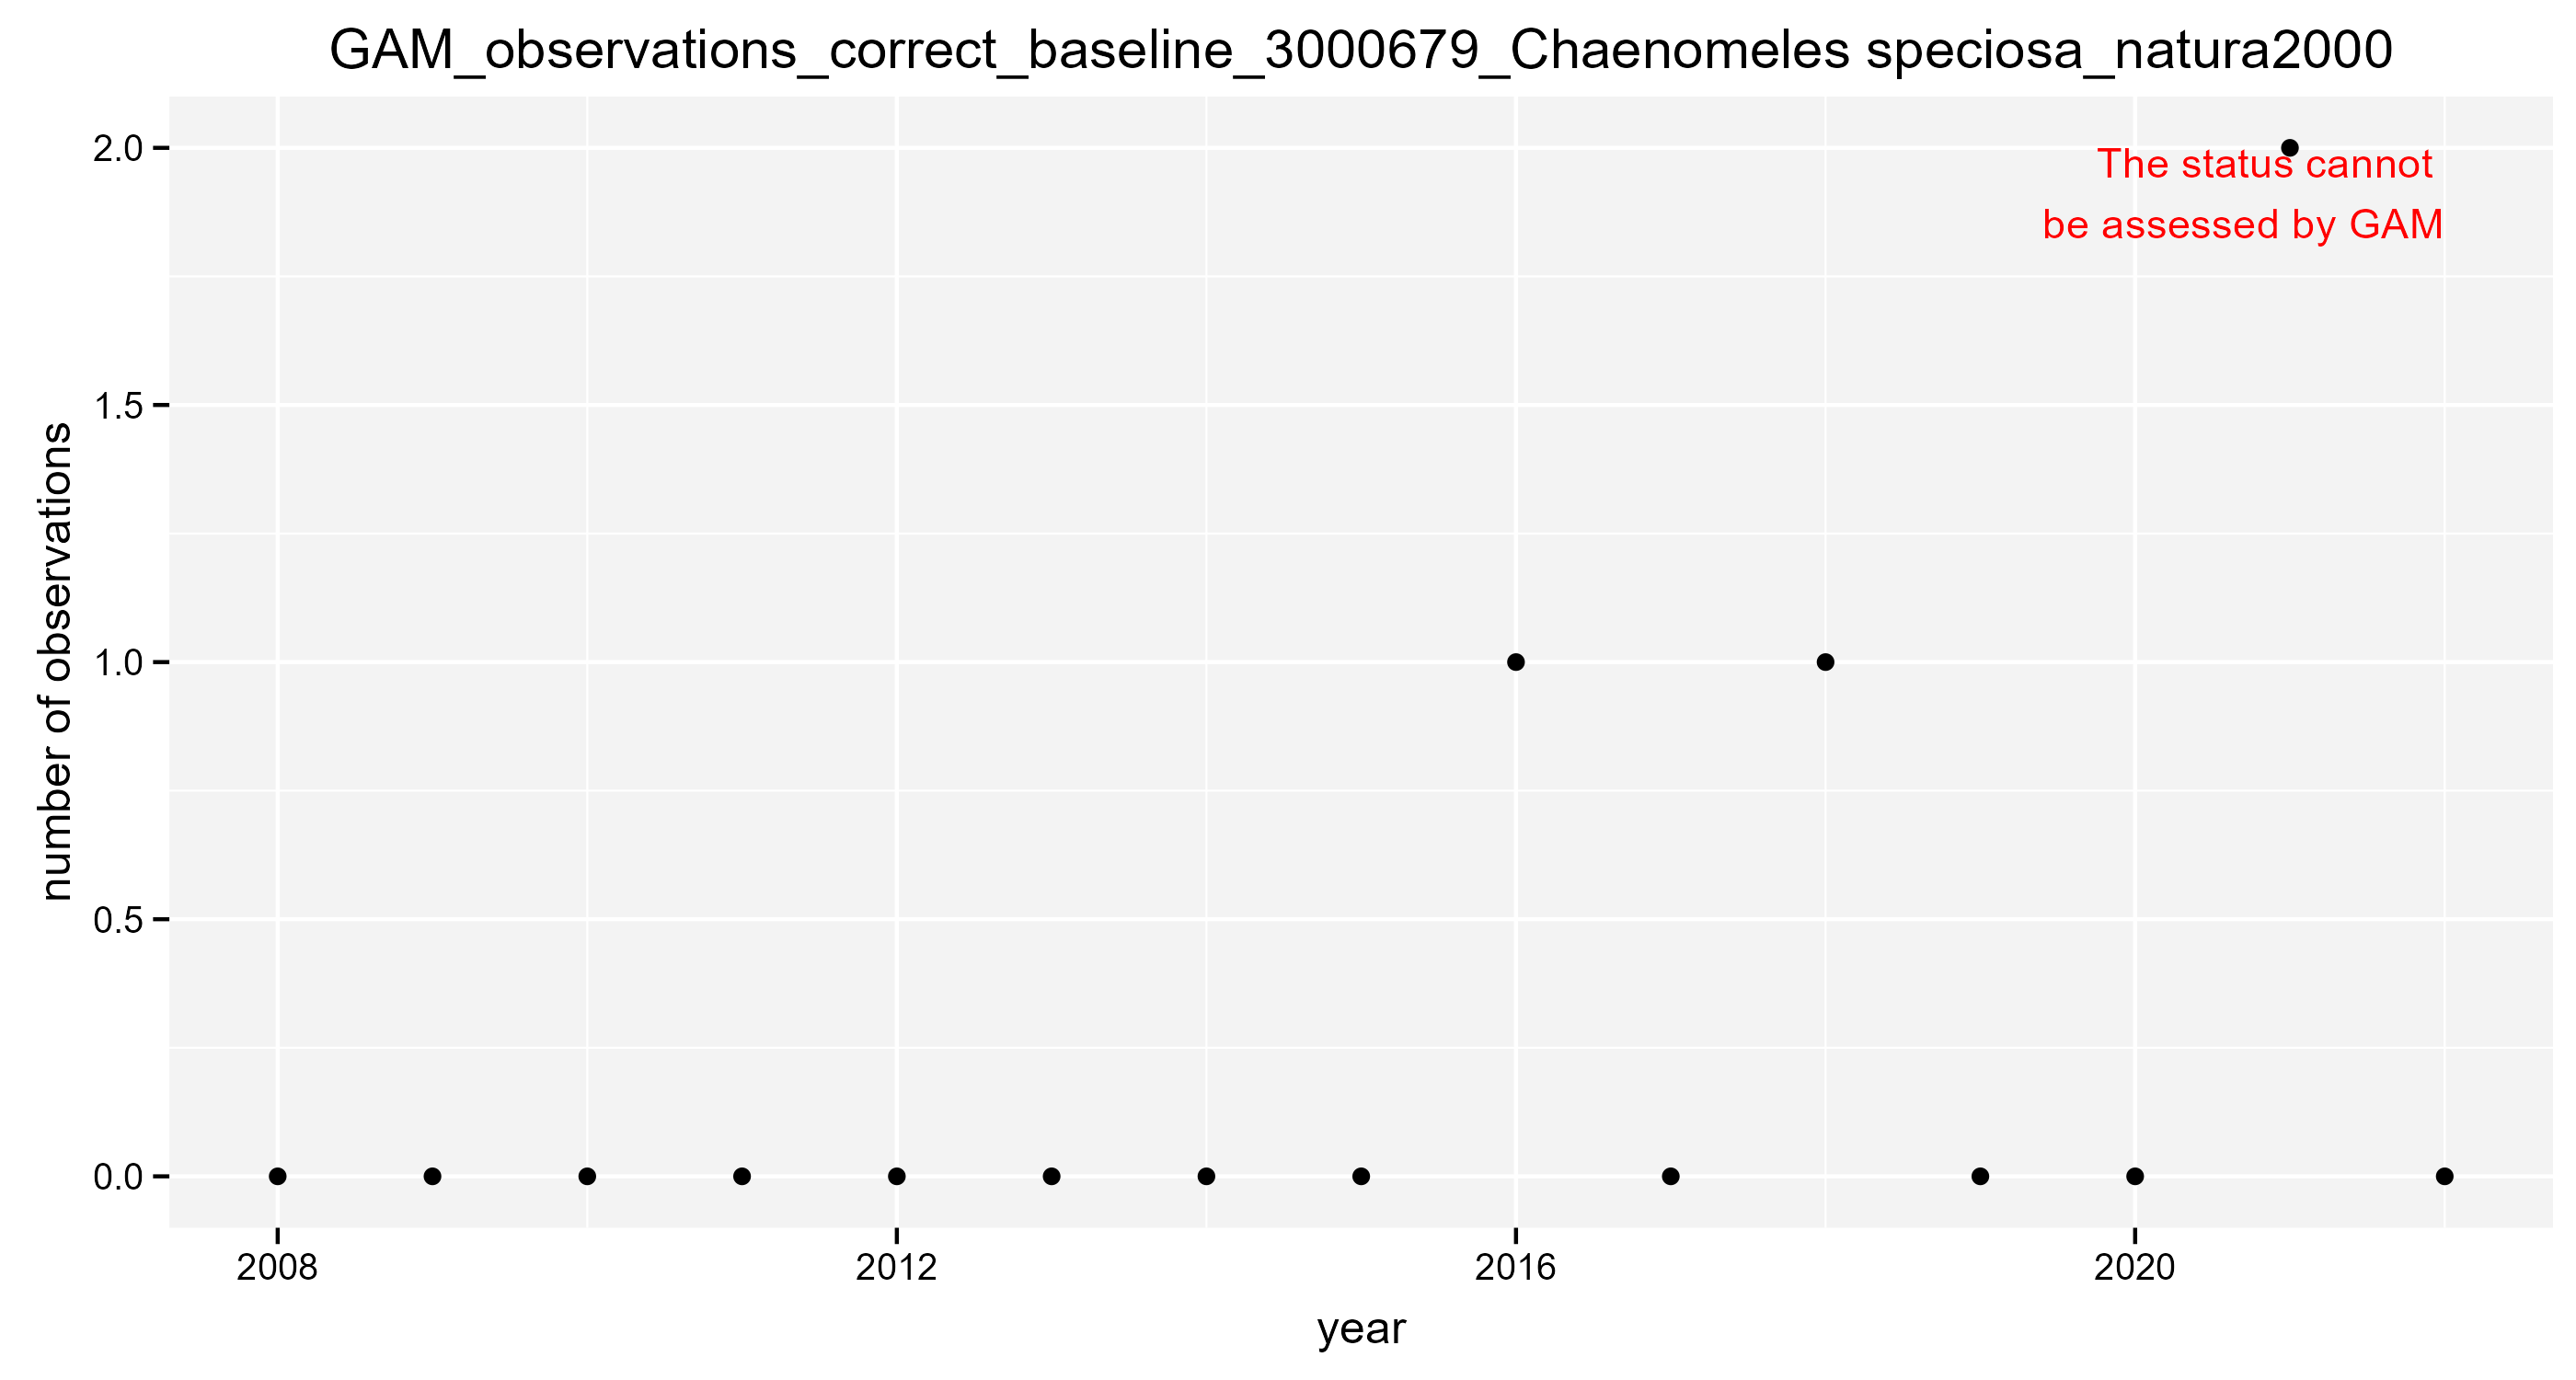 GAM_observations_correct_baseline_3000679_Chaenomeles speciosa_natura2000
2.0
The status cannot
be assessed by GAM
1.5
number of observations
1.0
0.5
0.0
2008 2012 2016 2020
year